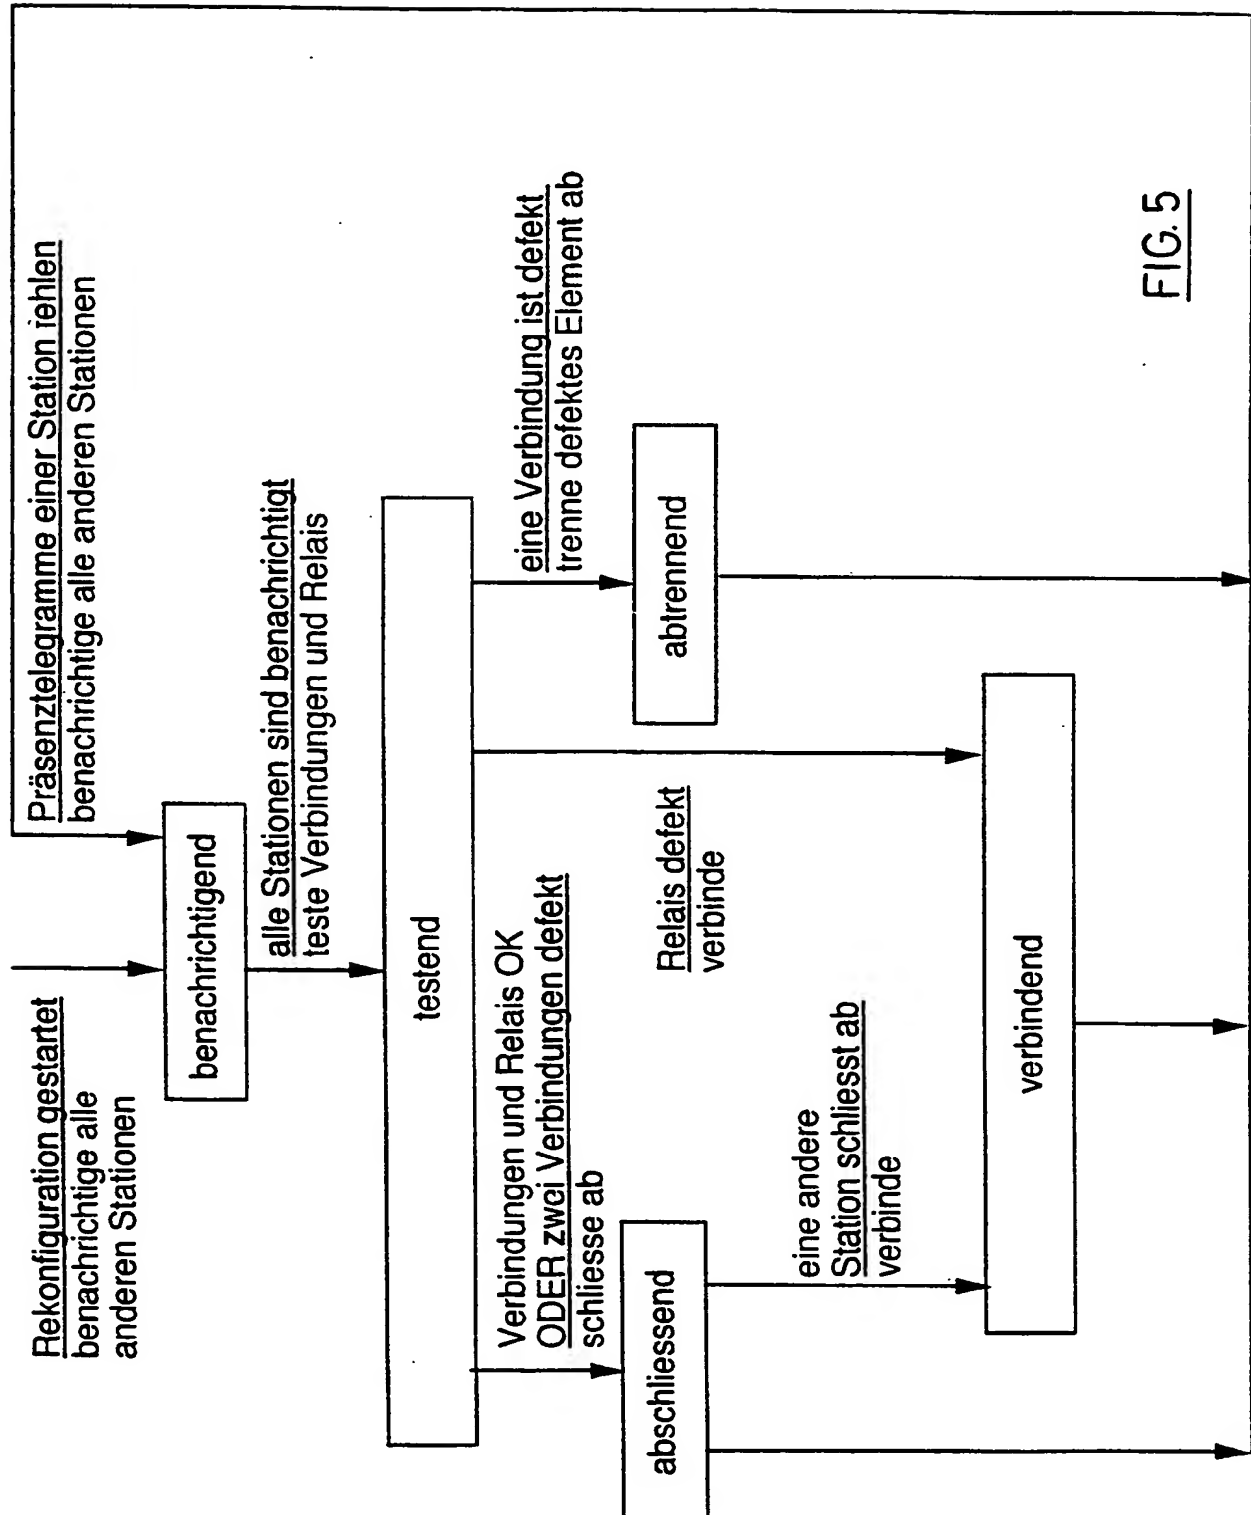 Rekonfiguration gestartet
benachrichtige alle
anderen Stationen
Präsenztelegramme einer Station fehlen
benachrichtige alle anderen Stationen
benachrichtigend
alle Stationen sind benachrichtigt
teste Verbindungen und Relais
testend
Verbindungen und Relais OK
ODER zwei Verbindungen defekt
schliesse ab
eine Verbindung ist defekt
trenne defektes Element ab
abschliessend
abtrennend
Relais defekt
verbinde
eine andere
Station schliesst ab
verbinde
verbindend
FIG. 5